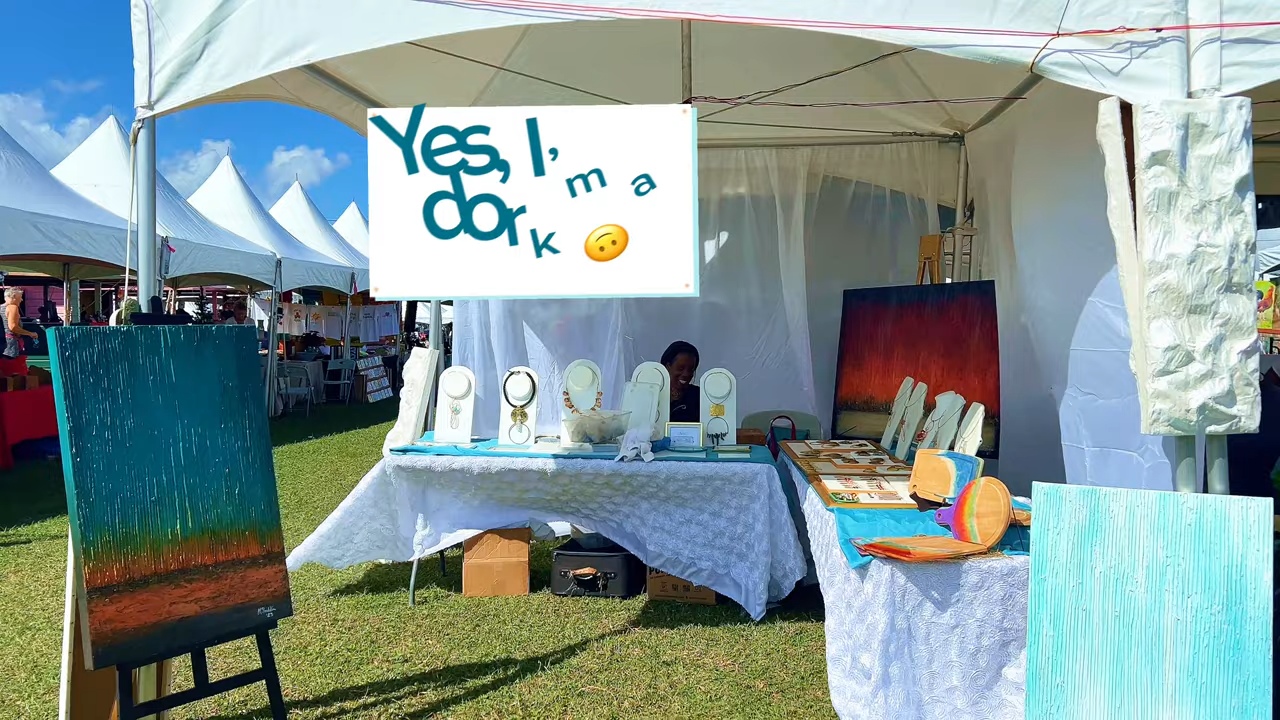 Yes, I'm a
dork 🙃